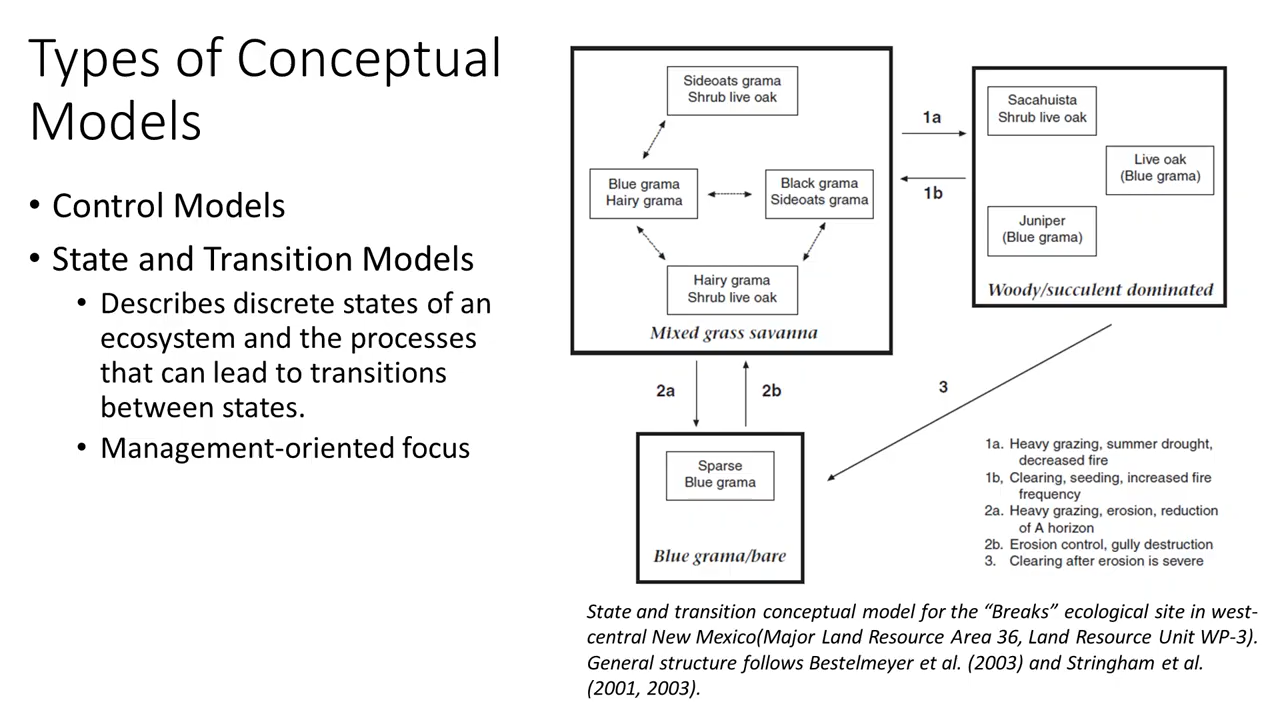 Types of Conceptual
Models
• Control Models
• State and Transition Models
• Describes discrete states of an
ecosystem and the processes
that can lead to transitions
between states.
• Management-oriented focus
Sideoats grama
Shrub live oak
Blue grama
Hairy grama
Black grama
Sideoats grama
Hairy grama
Shrub live oak
Mixed grass savanna
1a
1b
Sacahuista
Shrub live oak
Live oak
(Blue grama)
Juniper
(Blue grama)
Woody/succulent dominated
2a
2b
3
Sparse
Blue grama
Blue grama/bare
1a. Heavy grazing, summer drought,
decreased fire
1b, Clearing, seeding, increased fire
frequency
2a. Heavy grazing, erosion, reduction
of A horizon
2b. Erosion control, gully destruction
3. Clearing after erosion is severe
State and transition conceptual model for the “Breaks” ecological site in west-
central New Mexico(Major Land Resource Area 36, Land Resource Unit WP-3).
General structure follows Bestelmeyer et al. (2003) and Stringham et al.
(2001, 2003).